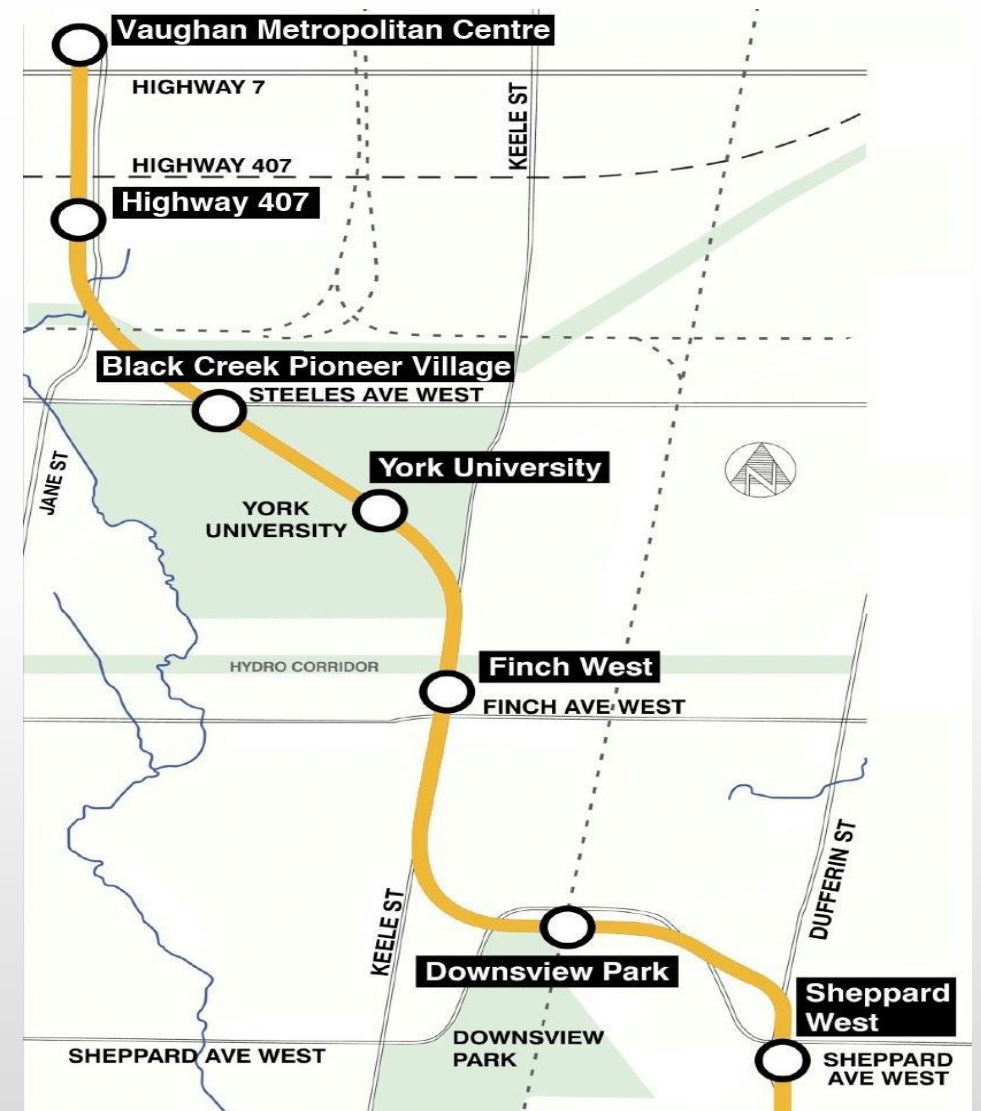 Vaughan Metropolitan Centre
HIGHWAY 7
KEELE ST
HIGHWAY 407
Highway 407
Black Creek Pioneer Village
STEELES AVE WEST
JANE ST
York University
YORK
UNIVERSITY
N
HYDRO CORRIDOR
Finch West
FINCH AVE WEST
DUFFERIN ST
KEELE ST
Downsview Park
Sheppard
West
DOWNSVIEW
PARK
SHEPPARD AVE WEST
SHEPPARD
AVE WEST